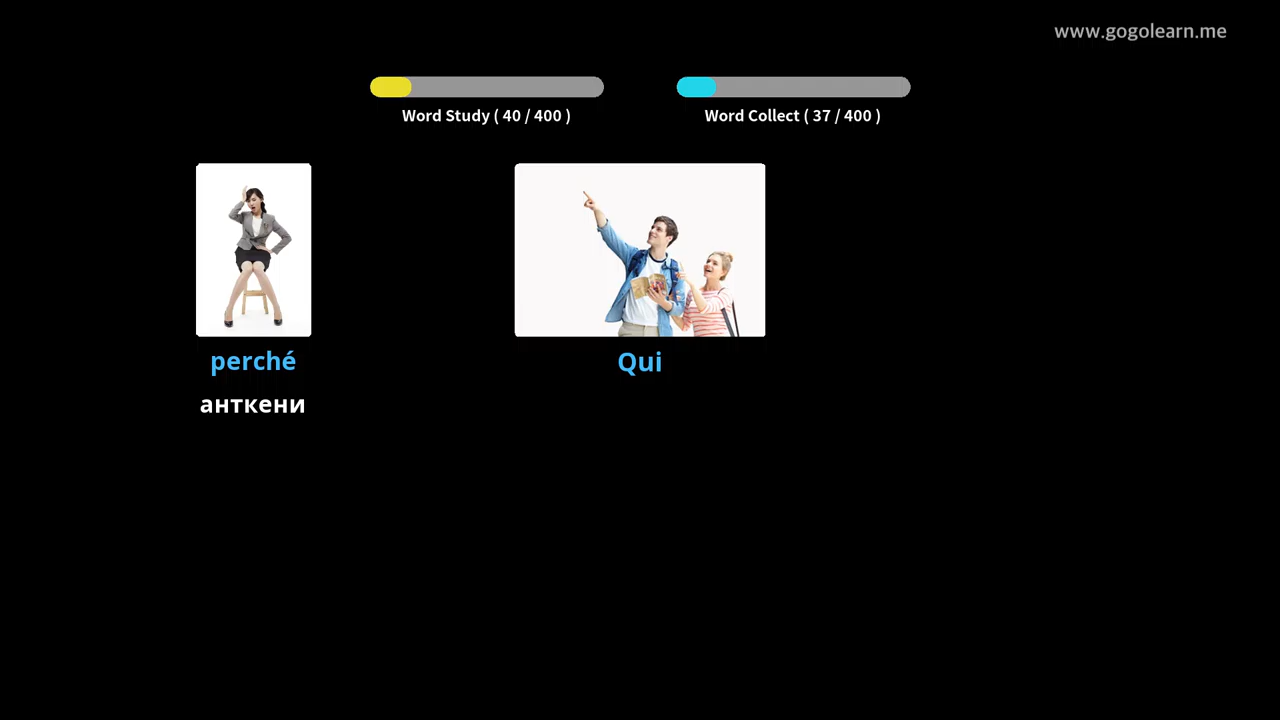 www.gogolearn.me
Word Study ( 40 / 400 )
Word Collect ( 37 / 400 )
perché
Qui
анткени